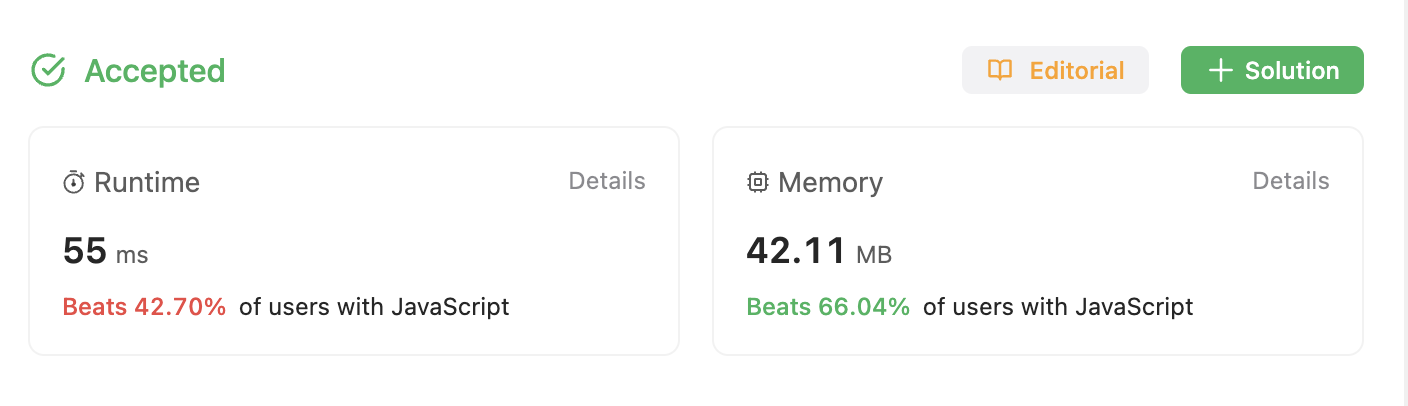 Accepted
Editorial
Solution
Runtime
Details
55 ms
Beats 42.70% of users with JavaScript
Memory
Details
42.11 MB
Beats 66.04% of users with JavaScript